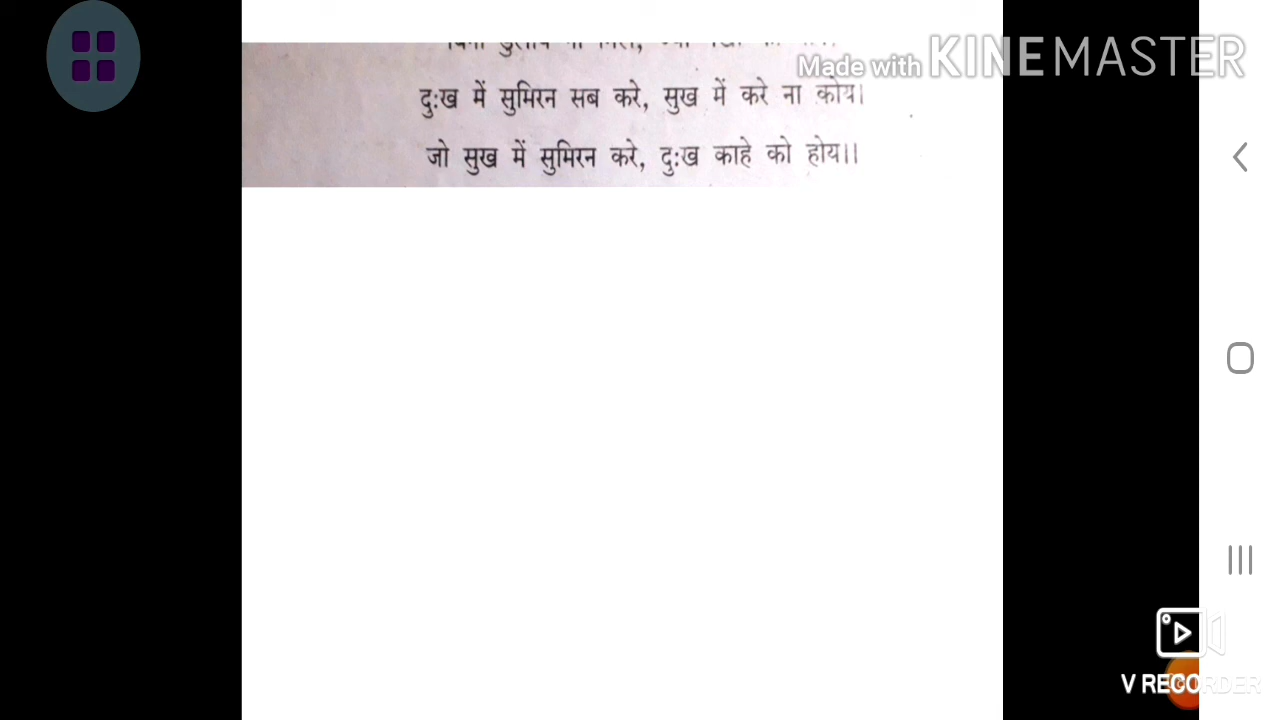 Made with KINEMASTER
दुःख में सुमिरन सब करे, सुख में करे ना कोय।
जो सुख में सुमिरन करे, दुःख काहे को होय।।
V RECORDER